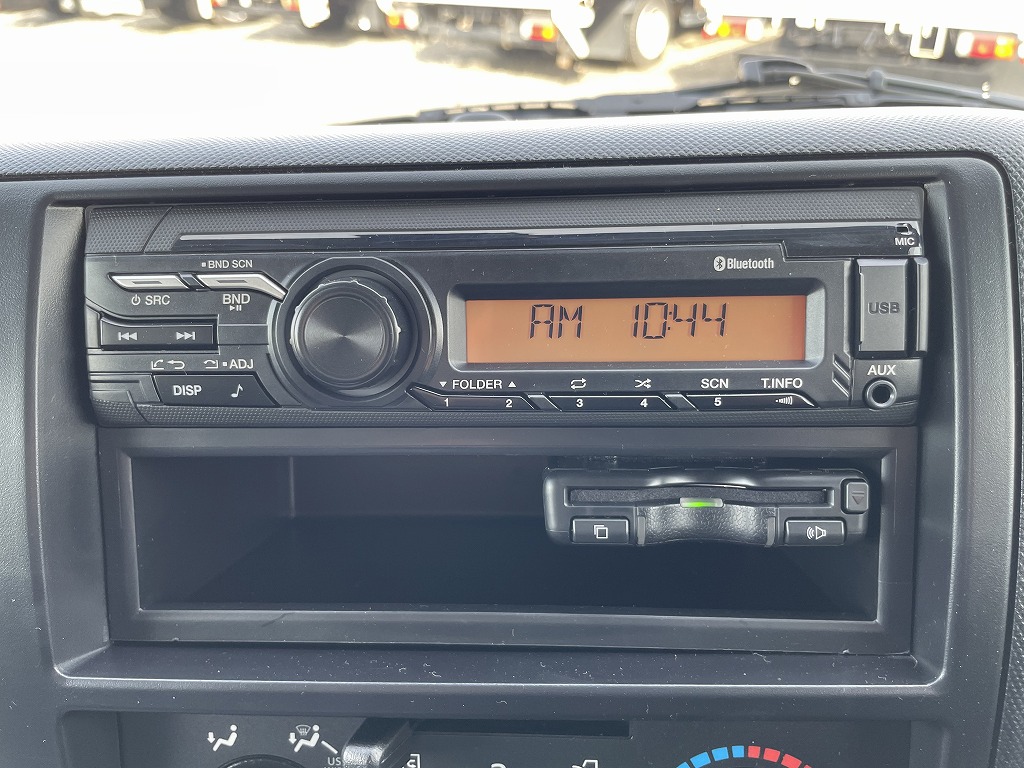 MIC
BND SCN
Bluetooth
SRC
BND
USB
AM 10:44
ADJ
DISP
FOLDER
SCN
T.INFO
AUX
1 2 3 4 5
US